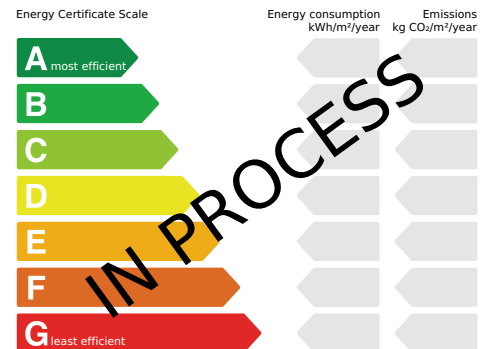 Energy Certificate Scale
Energy consumption
kWh/m²/year
Emissions
kg CO₂/m²/year
A most efficient
B
C
D
E
F
G least efficient
IN PROCESS